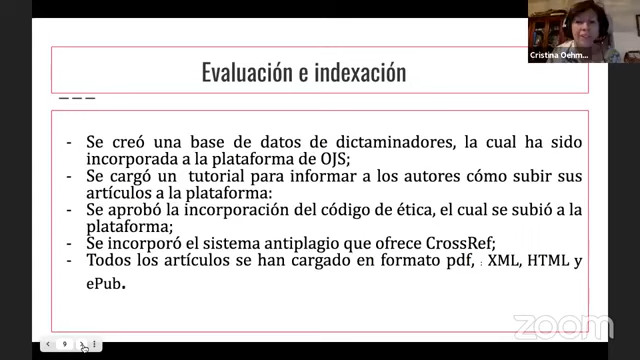 Cristina Oehm...
Evaluación e indexación
- Se creó una base de datos de dictaminadores, la cual ha sido
incorporada a la plataforma de OJS;
- Se cargó un tutorial para informar a los autores cómo subir sus
artículos a la plataforma:
- Se aprobó la incorporación del código de ética, el cual se subió a la
plataforma;
- Se incorporó el sistema antiplagio que ofrece CrossRef;
- Todos los artículos se han cargado en formato pdf, : XML, HTML y
ePub.
9
zoom